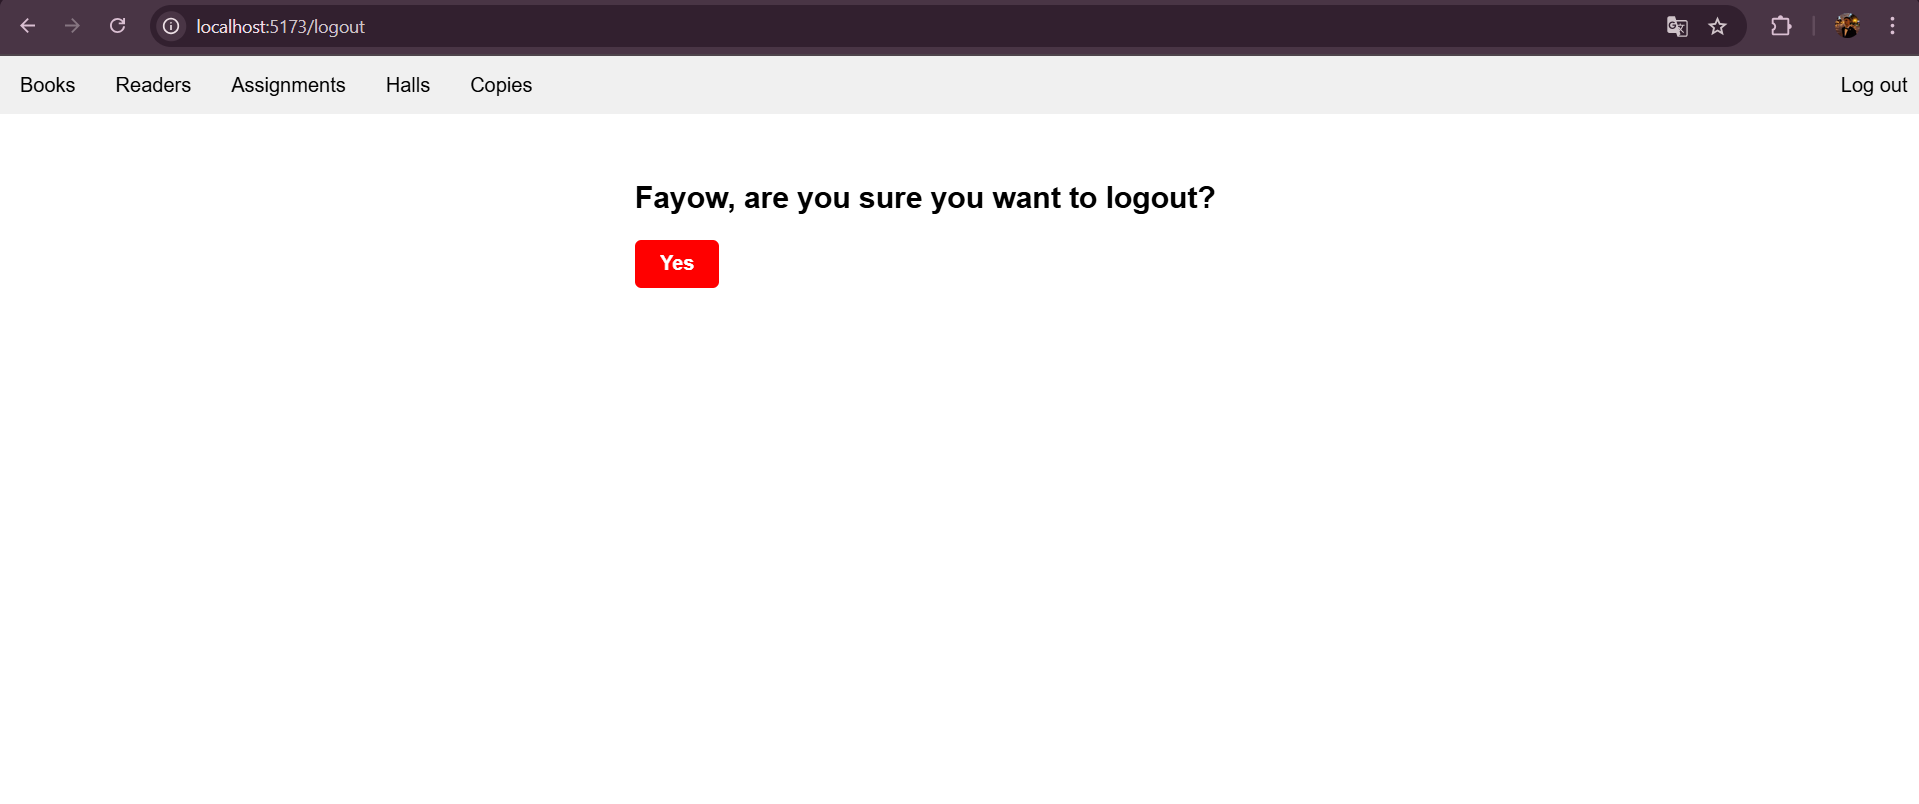 localhost:5173/logout
Books Readers Assignments Halls Copies Log out
Fayow, are you sure you want to logout?
Yes